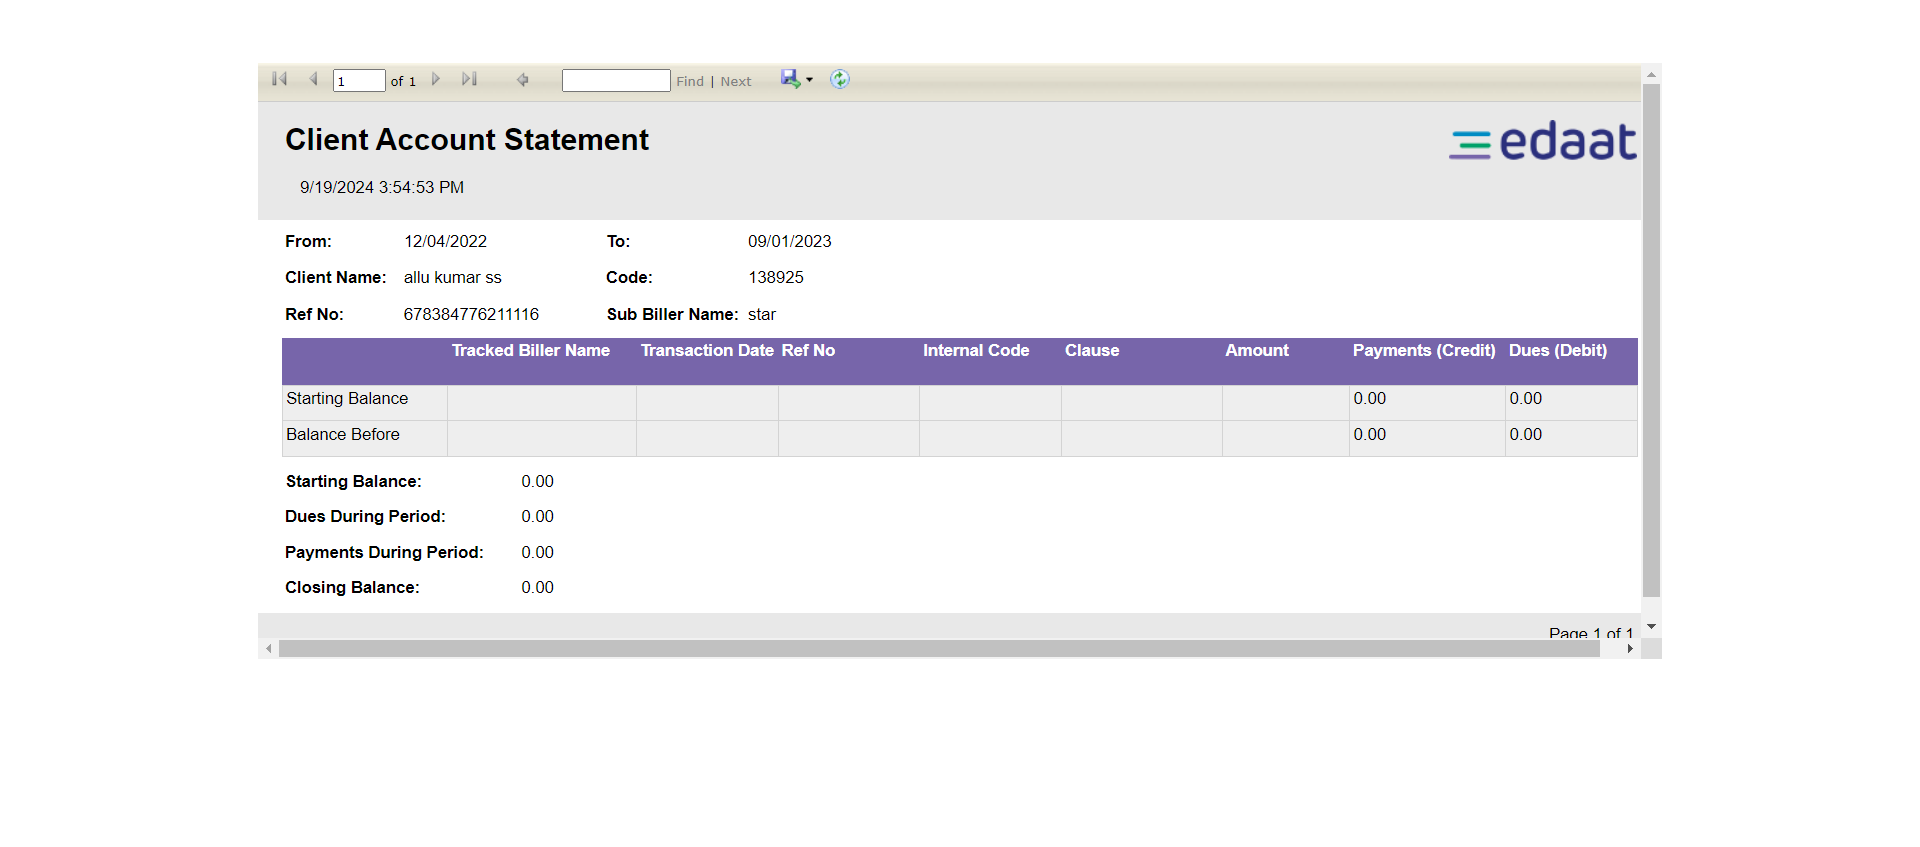 1 of 1 Find | Next
Client Account Statement
edaat
9/19/2024 3:54:53 PM
From: 12/04/2022 To: 09/01/2023
Client Name: allu kumar ss Code: 138925
Ref No: 678384776211116 Sub Biller Name: star
Tracked Biller Name Transaction Date Ref No Internal Code Clause Amount Payments (Credit) Dues (Debit)
Starting Balance 0.00 0.00
Balance Before 0.00 0.00
Starting Balance: 0.00
Dues During Period: 0.00
Payments During Period: 0.00
Closing Balance: 0.00
Page 1 of 1